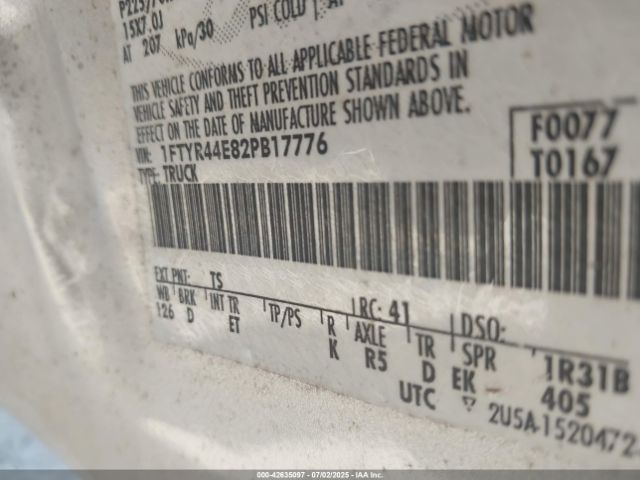 15X7.0J
AT 207 kPa/30 PSI COLD
THIS VEHICLE CONFORMS TO ALL APPLICABLE FEDERAL MOTOR
VEHICLE SAFETY AND THEFT PREVENTION STANDARDS IN
EFFECT ON THE DATE OF MANUFACTURE SHOWN ABOVE.
VIN: 1FTYR44E82PB17776
TYPE: TRUCK
F0077
T0167
EXT PNT: TS RC: 41 DSO:
WB BRK INT TR TP/PS R AXLE TR SPR 1R31B
126 D ET K R5 D EK 405
UTC ▽ 2USA-1520472-
000-42635097 07/02/2025 - COPYRIGHT IAA